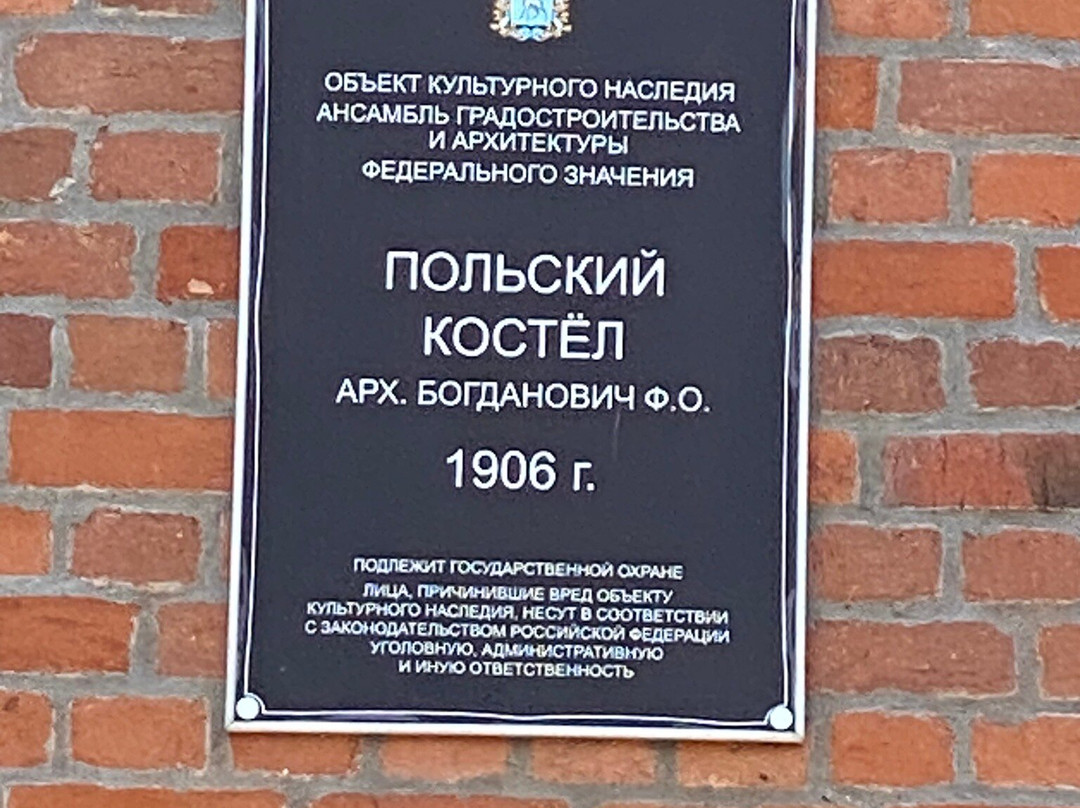 ОБЪЕКТ КУЛЬТУРНОГО НАСЛЕДИЯ
АНСАМБЛЬ ГРАДОСТРОИТЕЛЬСТВА
И АРХИТЕКТУРЫ
ФЕДЕРАЛЬНОГО ЗНАЧЕНИЯ
ПОЛЬСКИЙ
КОСТЁЛ
АРХ. БОГДАНОВИЧ Ф.О.
1906 г.
ПОДЛЕЖИТ ГОСУДАРСТВЕННОЙ ОХРАНЕ
ЛИЦА, ПРИЧИНИВШИЕ ВРЕД ОБЪЕКТУ
КУЛЬТУРНОГО НАСЛЕДИЯ, НЕСУТ В СООТВЕТСТВИИ
С ЗАКОНОДАТЕЛЬСТВОМ РОССИЙСКОЙ ФЕДЕРАЦИИ
УГОЛОВНУЮ, АДМИНИСТРАТИВНУЮ
И ИНУЮ ОТВЕТСТВЕННОСТЬ